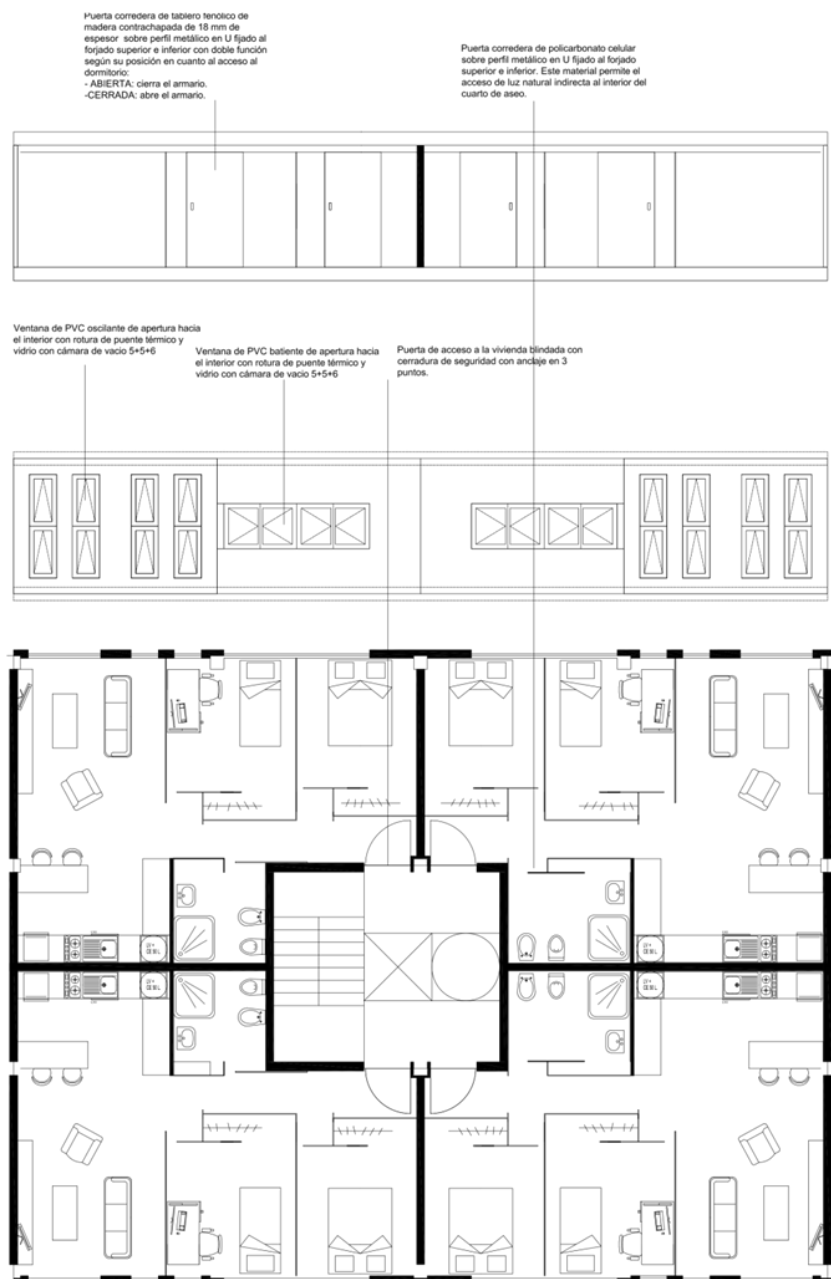 Puerta corredera de tablero fenólico de
madera contrachapada de 18 mm de
espesor sobre perfil metálico en U fijado al
forjado superior e inferior con doble función
según su posición en cuanto al acceso al
dormitorio:
- ABIERTA: cierra el armario.
-CERRADA: abre el armario.
Puerta corredera de policarbonato celular
sobre perfil metálico en U fijado al forjado
superior e inferior. Este material permite el
acceso de luz natural indirecta al interior del
cuarto de aseo.
Ventana de PVC oscilante de apertura hacia
el interior con rotura de puente térmico y
vidrio con cámara de vacio 5+5+6
Ventana de PVC batiente de apertura hacia
el interior con rotura de puente térmico y
vidrio con cámara de vacio 5+5+6
Puerta de acceso a la vivienda blindada con
cerradura de seguridad con anclaje en 3
puntos.